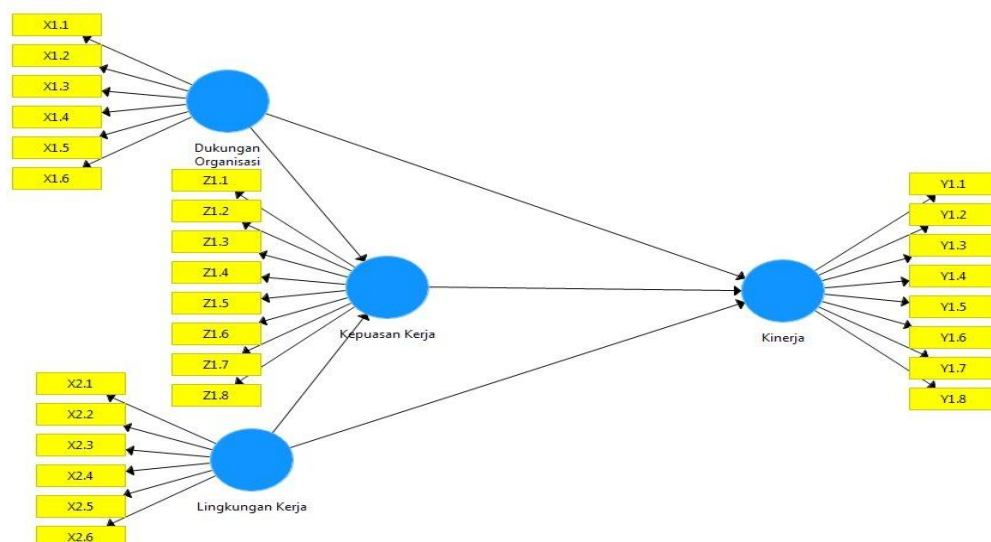 X1.1
X1.2
X1.3
X1.4
X1.5
X1.6
Dukungan
Organisasi
Z1.1
Z1.2
Z1.3
Z1.4
Z1.5
Z1.6
Z1.7
Z1.8
Kepuasan Kerja
X2.1
X2.2
X2.3
X2.4
X2.5
X2.6
Lingkungan Kerja
Kinerja
Y1.1
Y1.2
Y1.3
Y1.4
Y1.5
Y1.6
Y1.7
Y1.8